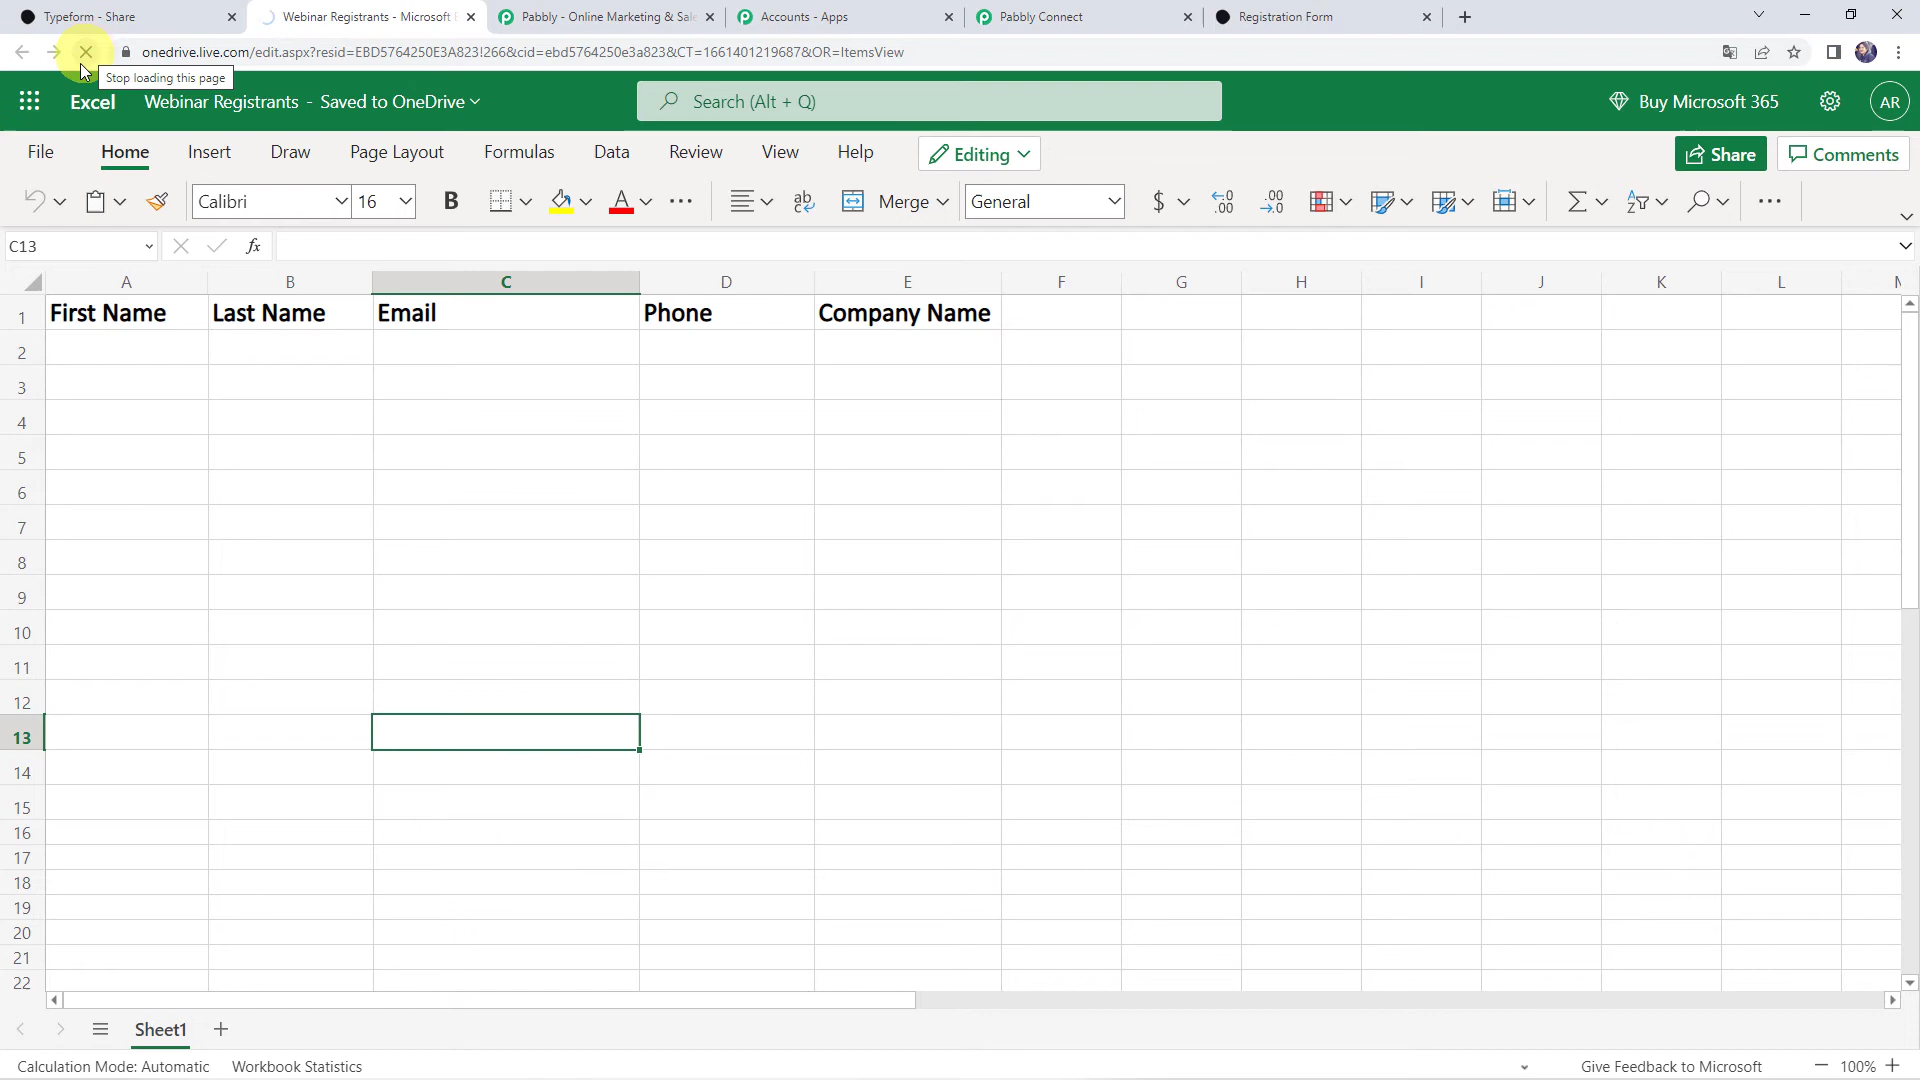 Typeform - Share
Webinar Registrants - Microsoft E
Pabbly - Online Marketing & Sale
Accounts - Apps
Pabbly Connect
Registration Form
onedrive.live.com/edit.aspx?resid=EBD5764250E3A823!266&cid=ebd5764250e3a823&CT=1661401219687&OR=ItemsView
Stop loading this page
Excel Webinar Registrants - Saved to OneDrive
Search (Alt + Q)
Buy Microsoft 365
AR
File Home Insert Draw Page Layout Formulas Data Review View Help Editing Share Comments
Calibri 16 B A ab Merge General $ .00 .00
C13 fx
A B C D E F G H I J K L
1 First Name Last Name Email Phone Company Name
2
3
4
5
6
7
8
9
10
11
12
13
14
15
16
17
18
19
20
21
22
Sheet1
Calculation Mode: Automatic Workbook Statistics Give Feedback to Microsoft 100%